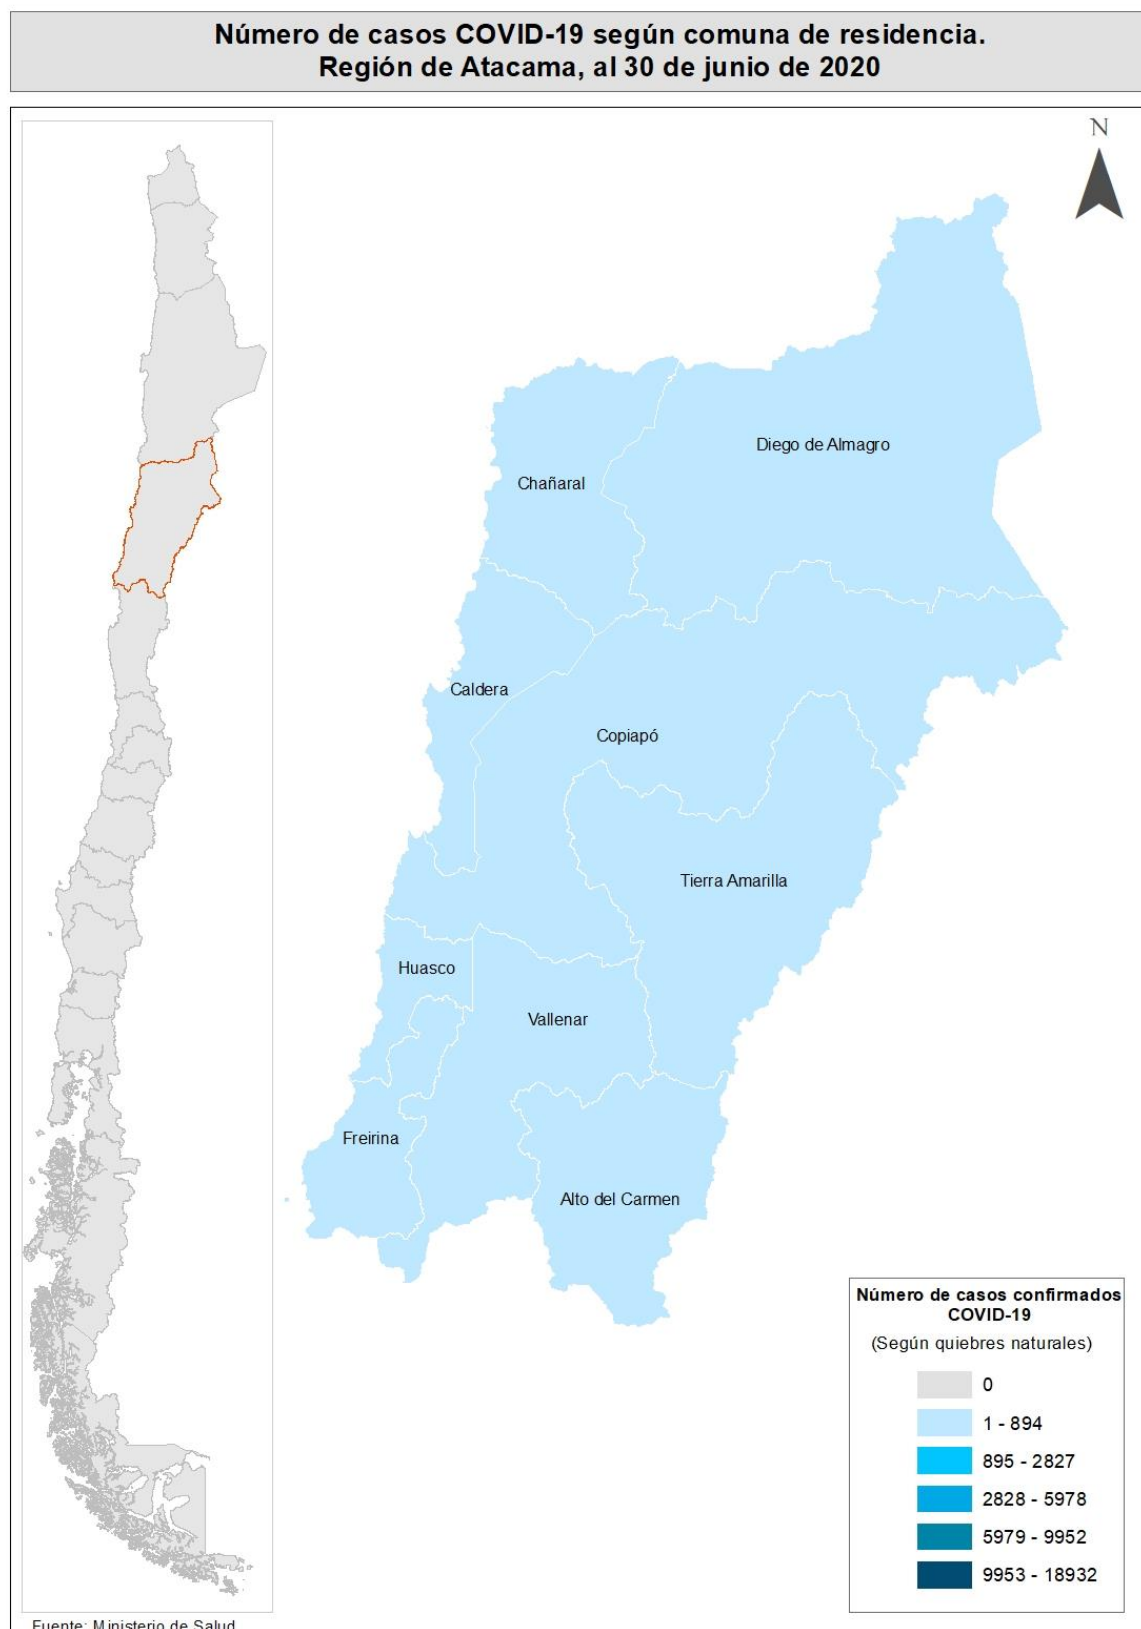 Número de casos COVID-19 según comuna de residencia.
Región de Atacama, al 30 de junio de 2020
N
Diego de Almagro
Chañaral
Caldera
Copiapó
Tierra Amarilla
Huasco
Vallenar
Freirina
Alto del Carmen
Número de casos confirmados
COVID-19
(Según quiebres naturales)
0
1 - 894
895 - 2827
2828 - 5978
5979 - 9952
9953 - 18932
Fuente: Ministerio de Salud